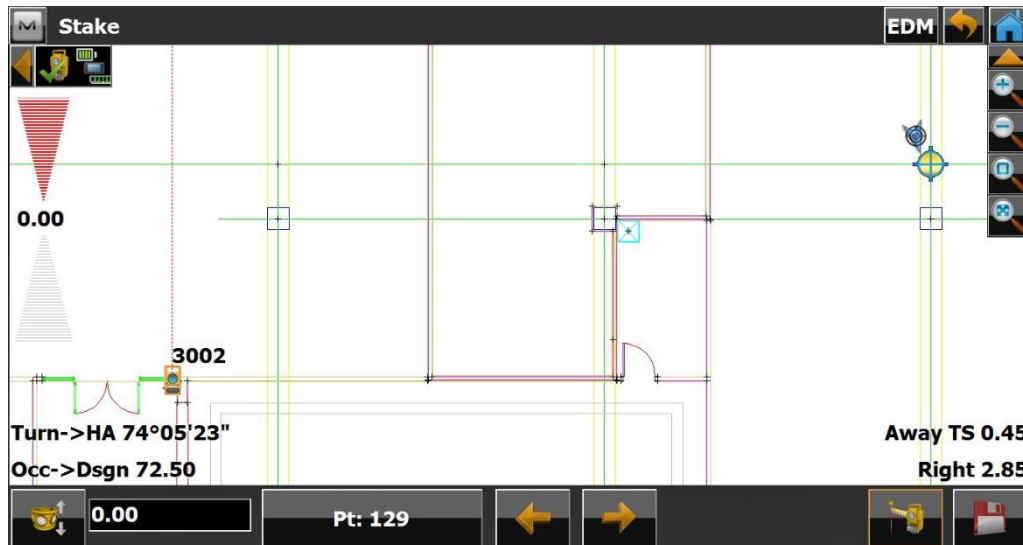 Stake
EDM
0.00
3002
Turn->HA 74°05'23"
Away TS 0.45
Occ->Dsgn 72.50
Right 2.85
0.00
Pt: 129